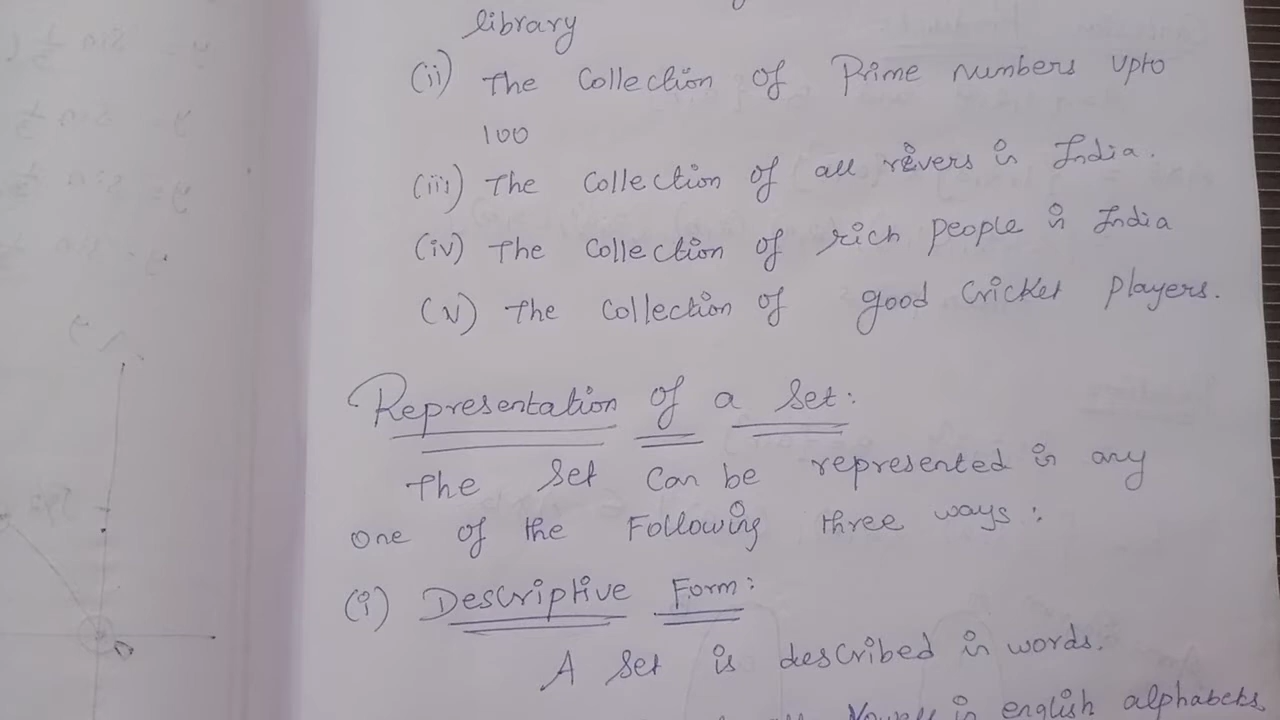 library
(ii) The Collection of Prime numbers upto
100
(iii) The Collection of all rivers in India.
(iv) The Collection of rich people in India
(v) The Collection of good Cricket Players.
Representation of a Set:
The Set Can be represented in any
one of the Following three ways:
(i) Descriptive Form:
A Set is described in words.
in english alphabets